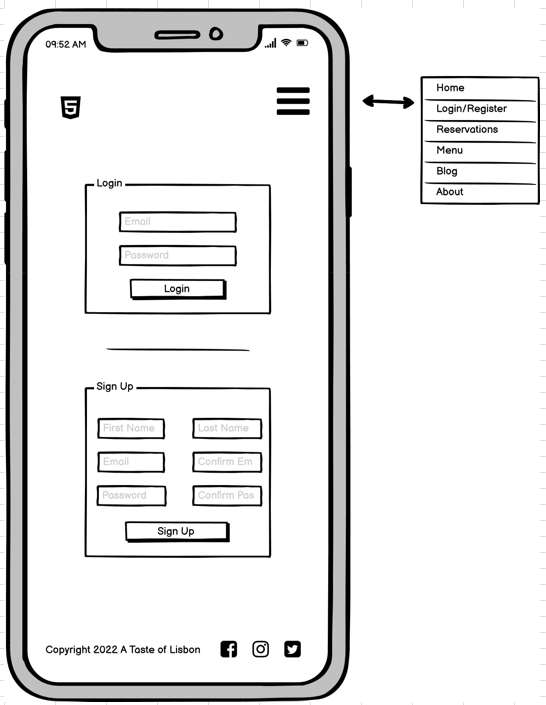 09:52 AM
5
Home
Login/Register
Reservations
Menu
Blog
About
Login
Email
Password
Login
Sign Up
First Name Last Name
Email Confirm Em
Password Confirm Pas
Sign Up
Copyright 2022 A Taste of Lisbon